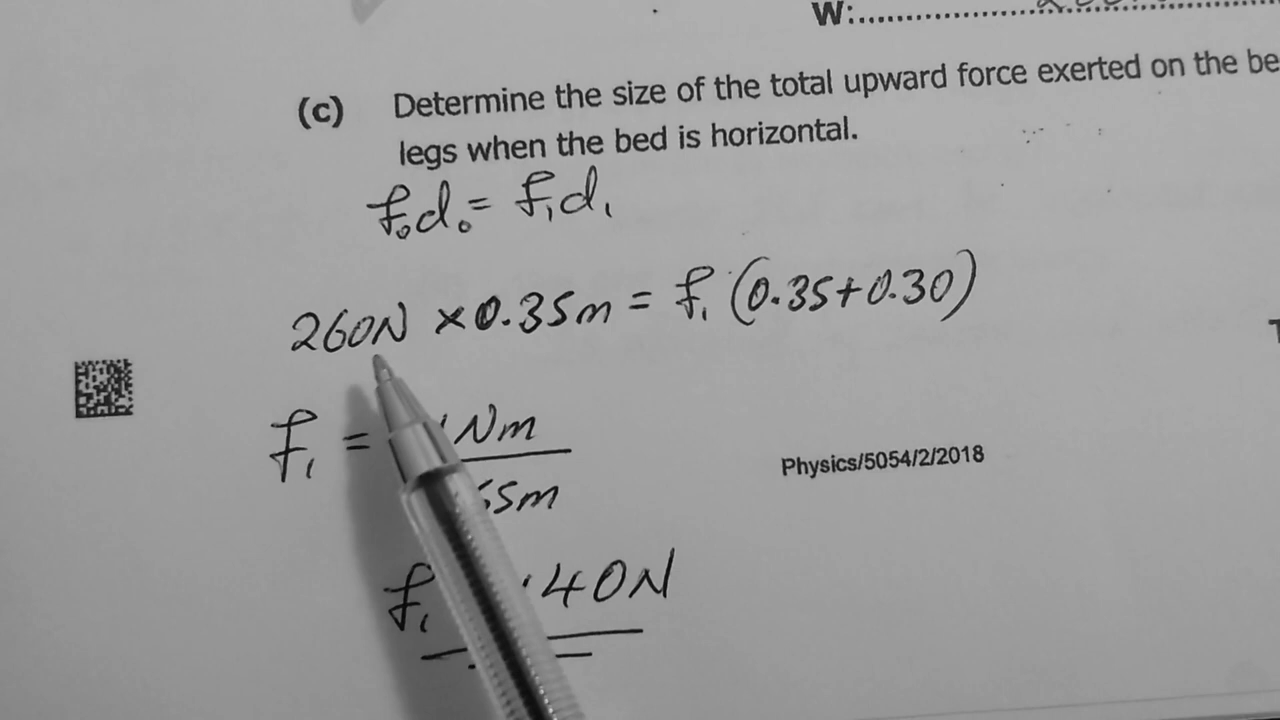 W:
(c) Determine the size of the total upward force exerted on the be
legs when the bed is horizontal.
f₀d₀ = f₁d₁
260N × 0.35m = f₁ (0.35+0.30)
f₁ = Nm
5m
Physics/5054/2/2018
f₁ 40N